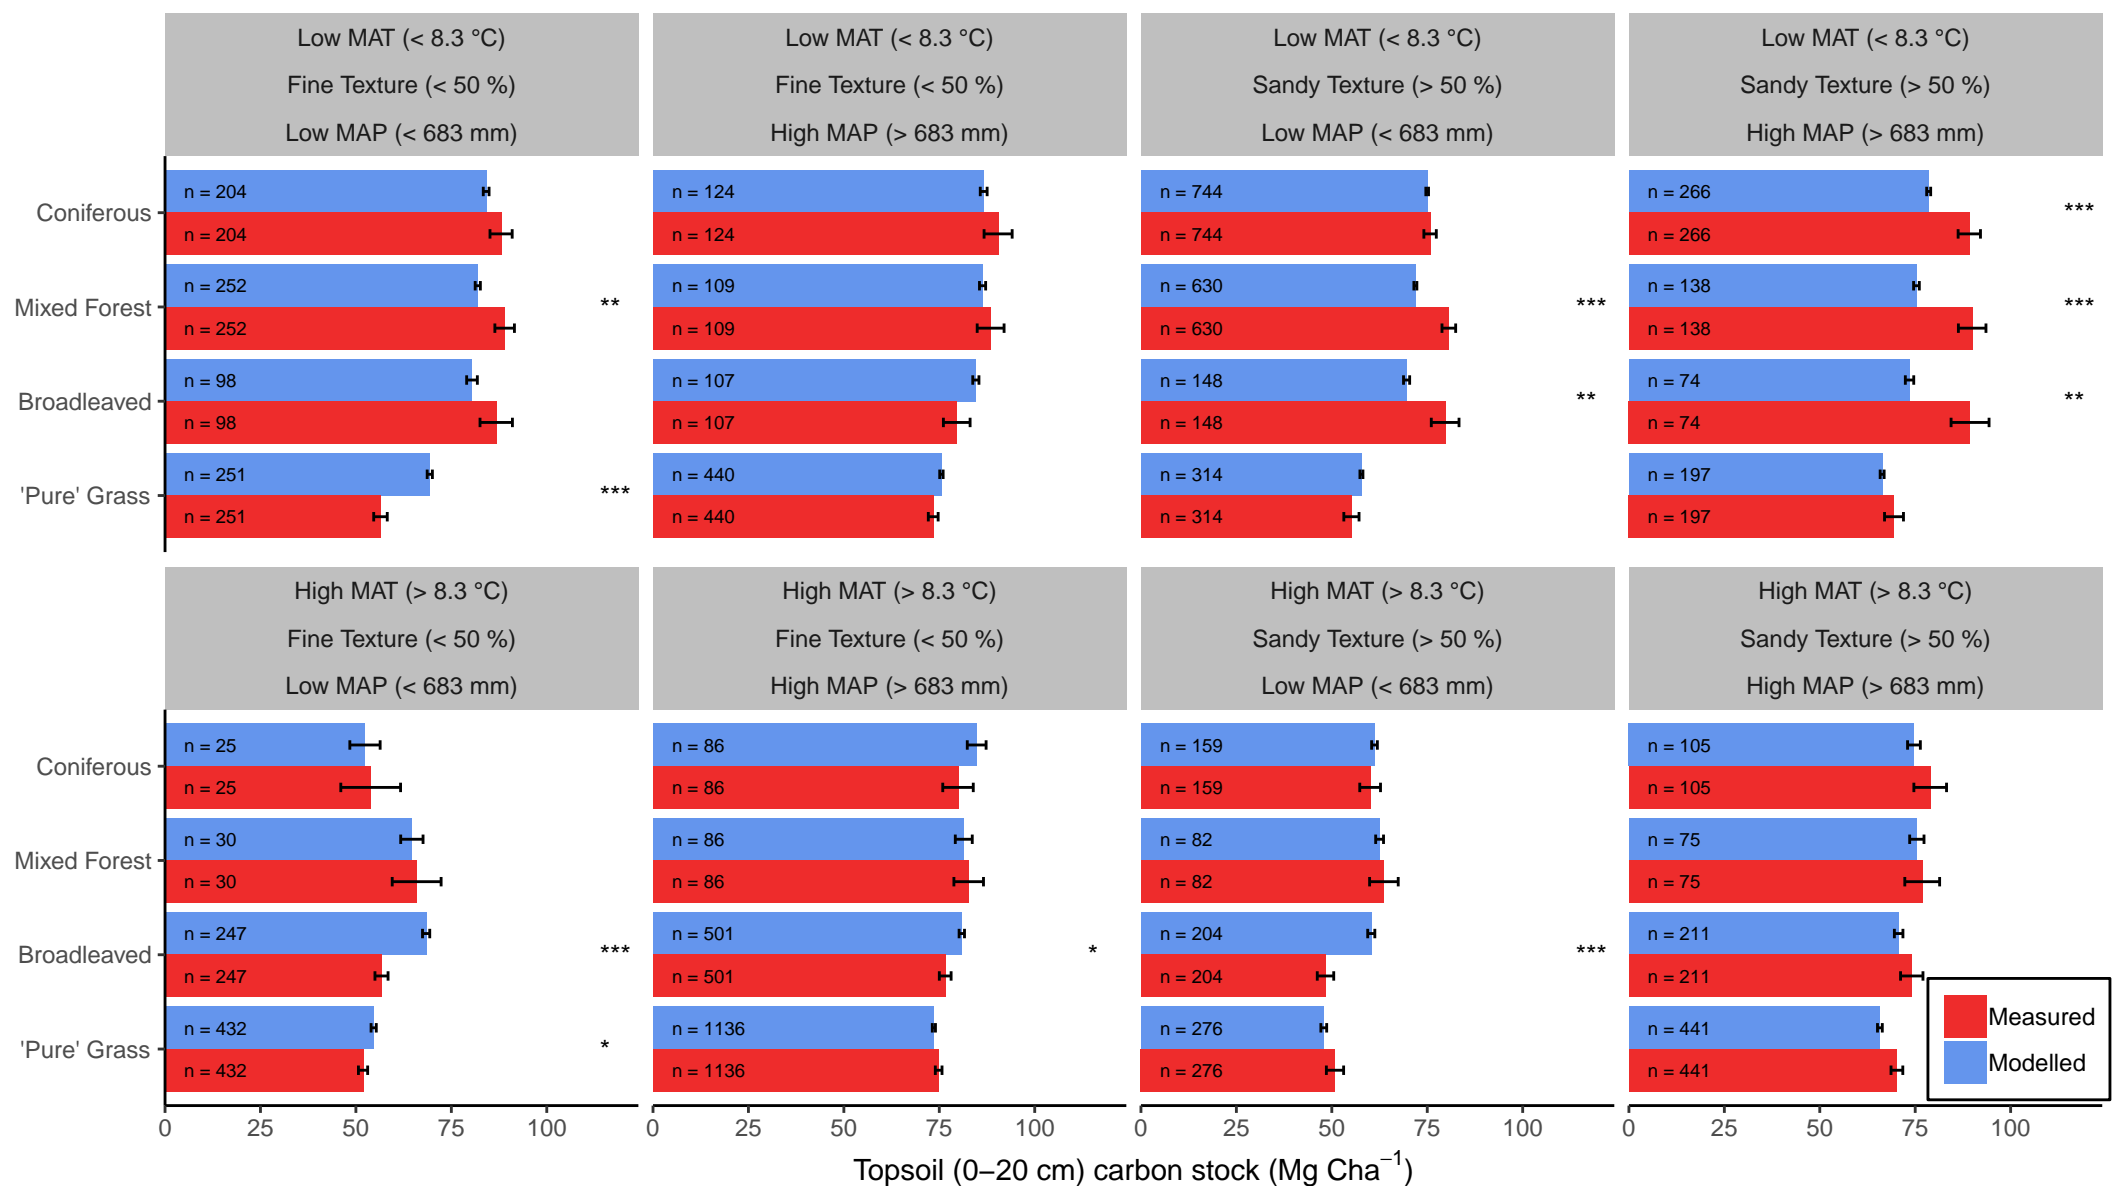 Low MAT (< 8.3 °C)
Fine Texture (< 50 %)
Low MAP (< 683 mm)
Low MAT (< 8.3 °C)
Fine Texture (< 50 %)
High MAP (> 683 mm)
Low MAT (< 8.3 °C)
Sandy Texture (> 50 %)
Low MAP (< 683 mm)
Low MAT (< 8.3 °C)
Sandy Texture (> 50 %)
High MAP (> 683 mm)
Coniferous
n = 204
n = 204
n = 124
n = 124
n = 744
n = 744
n = 266
n = 266
***
Mixed Forest
n = 252
n = 252
**
n = 109
n = 109
n = 630
n = 630
***
n = 138
n = 138
***
Broadleaved
n = 98
n = 98
n = 107
n = 107
n = 148
n = 148
**
n = 74
n = 74
**
'Pure' Grass
n = 251
n = 251
***
n = 440
n = 440
n = 314
n = 314
n = 197
n = 197
High MAT (> 8.3 °C)
Fine Texture (< 50 %)
Low MAP (< 683 mm)
High MAT (> 8.3 °C)
Fine Texture (< 50 %)
High MAP (> 683 mm)
High MAT (> 8.3 °C)
Sandy Texture (> 50 %)
Low MAP (< 683 mm)
High MAT (> 8.3 °C)
Sandy Texture (> 50 %)
High MAP (> 683 mm)
Coniferous
n = 25
n = 25
n = 86
n = 86
n = 159
n = 159
n = 105
n = 105
Mixed Forest
n = 30
n = 30
n = 86
n = 86
n = 82
n = 82
n = 75
n = 75
Broadleaved
n = 247
n = 247
***
n = 501
n = 501
*
n = 204
n = 204
***
n = 211
n = 211
'Pure' Grass
n = 432
n = 432
*
n = 1136
n = 1136
n = 276
n = 276
n = 441
n = 441
Measured
Modelled
0 25 50 75 100
0 25 50 75 100
0 25 50 75 100
0 25 50 75 100
Topsoil (0–20 cm) carbon stock (Mg Cha⁻¹)